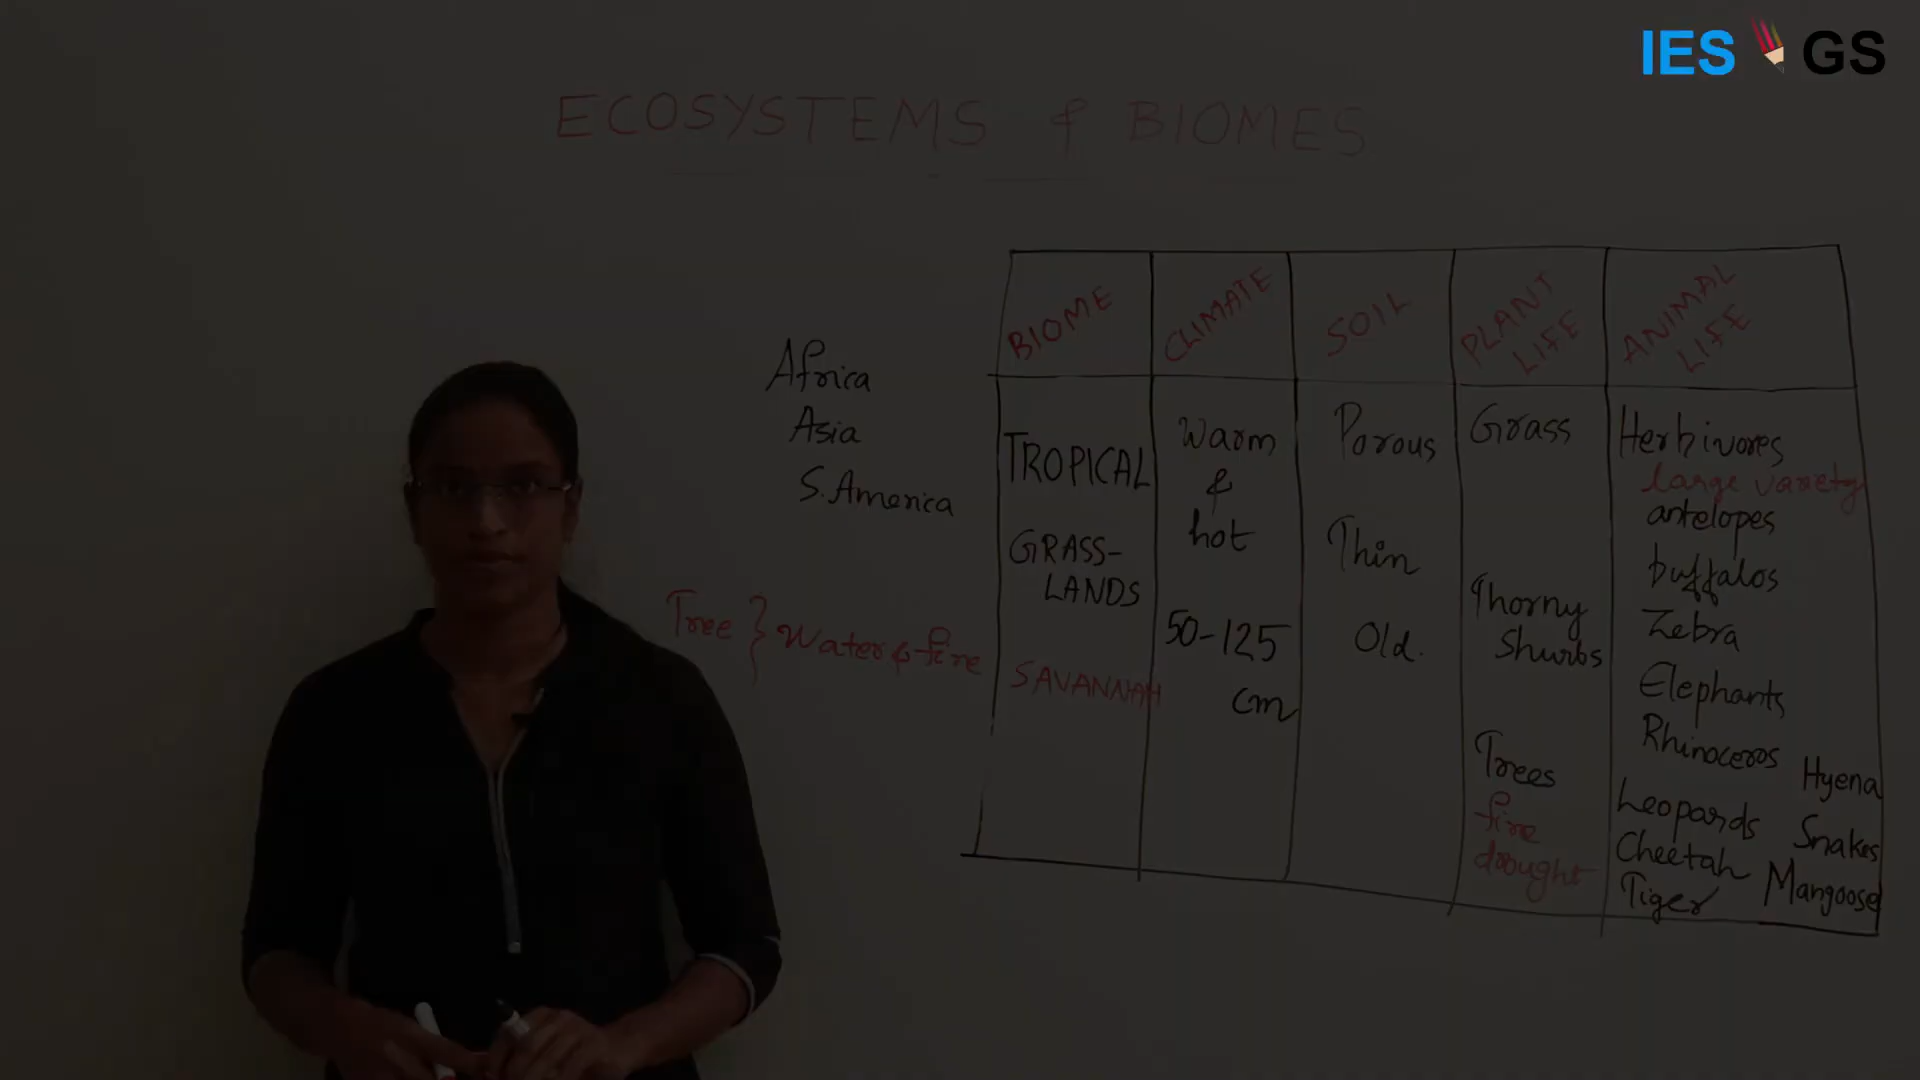 IES GS
ECOSYSTEMS & BIOMES
Africa
Asia
S. America
Tree } Water & fire
BIOME
TROPICAL
GRASS-
LANDS
SAVANNAH
CLIMATE
Warm
&
hot
50-125
cm
SOIL
Porous
Thin
Old.
PLANT
LIFE
Grass
Thorny
Shurbs
Trees
fire
drought
ANIMAL
LIFE
Herbivores
large variety
antelopes
buffalos
Zebra
Elephants
Rhinoceros
Leopards
Cheetah
Tiger
Hyena
Snakes
Mangoose